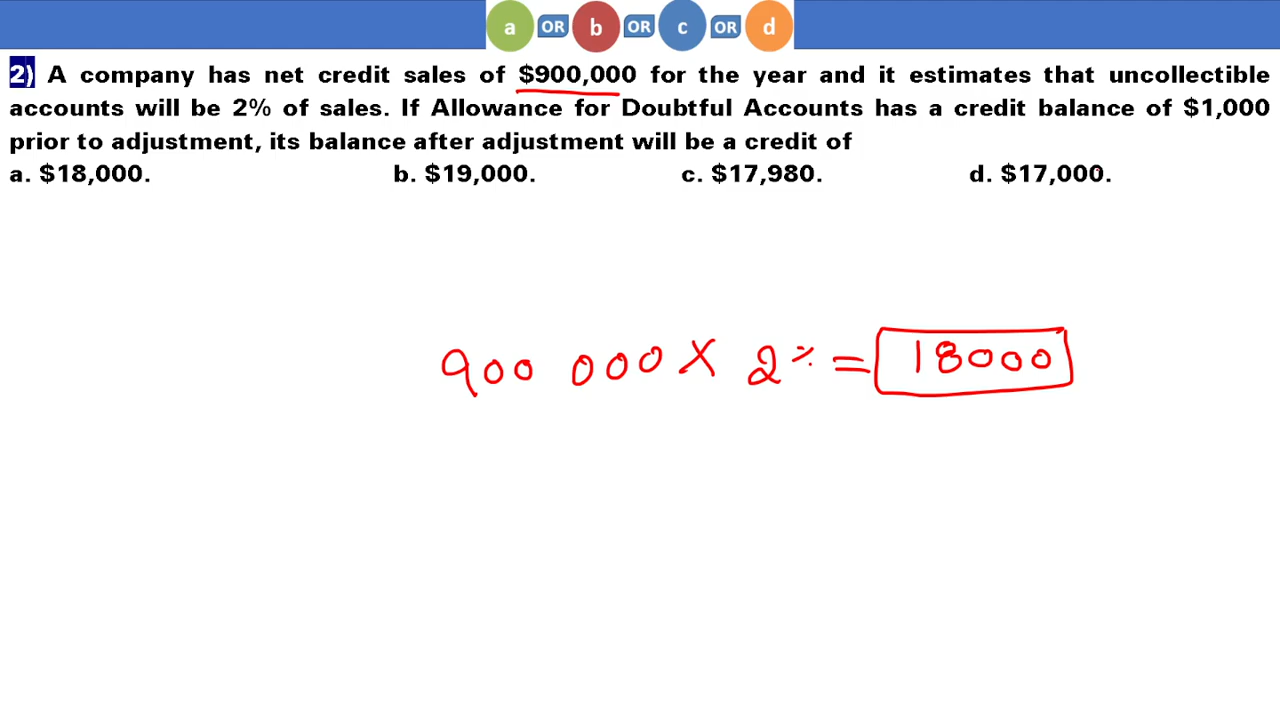 a OR b OR c OR d
2) A company has net credit sales of $900,000 for the year and it estimates that uncollectible
accounts will be 2% of sales. If Allowance for Doubtful Accounts has a credit balance of $1,000
prior to adjustment, its balance after adjustment will be a credit of
a. $18,000. b. $19,000. c. $17,980. d. $17,000.
900 000 X 2% = 18000